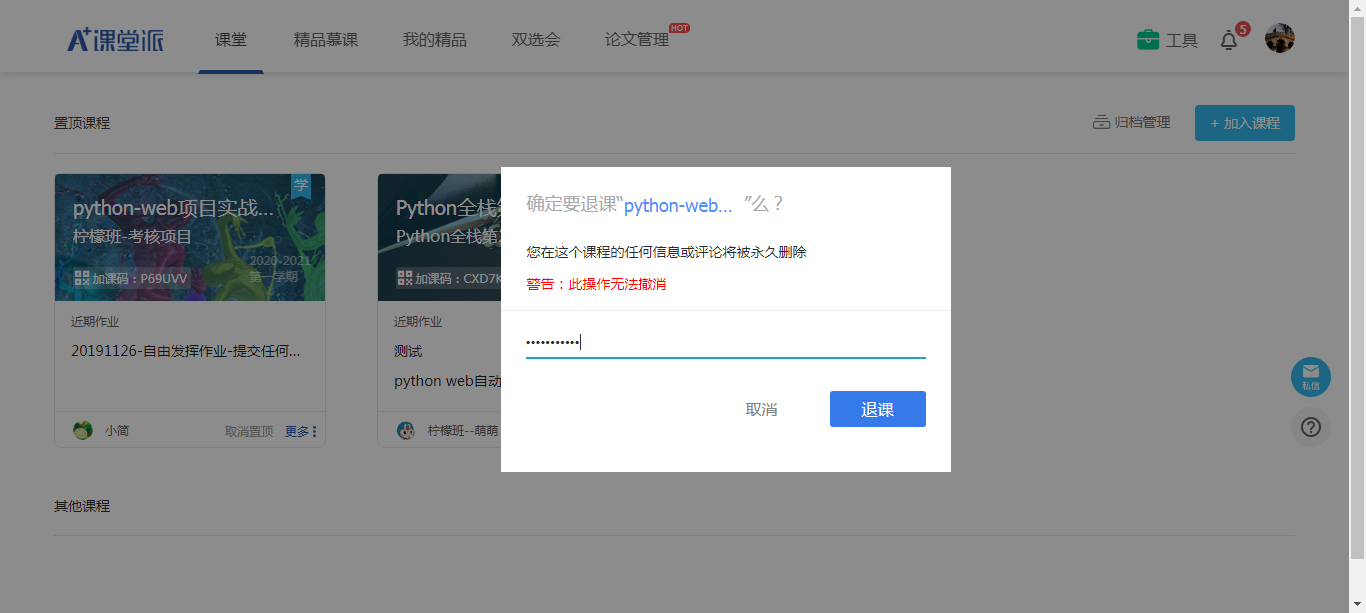 A+课堂派
课堂
精品慕课
我的精品
双选会
论文管理
HOT
工具
5
置顶课程
归档管理
+ 加入课程
学
python-web项目实战...
柠檬班-考核项目
2020-2021
第一学期
加课码：P69UVV
近期作业
20191126-自由发挥作业-提交任何...
小简
取消置顶
更多
Python全栈
Python全栈第
加课码：CXD7
近期作业
测试
python web自动
柠檬班--萌萌
确定要退课“python-web... ”么？
您在这个课程的任何信息或评论将被永久删除
警告：此操作无法撤消
•••••••••••
取消
退课
私信
其他课程